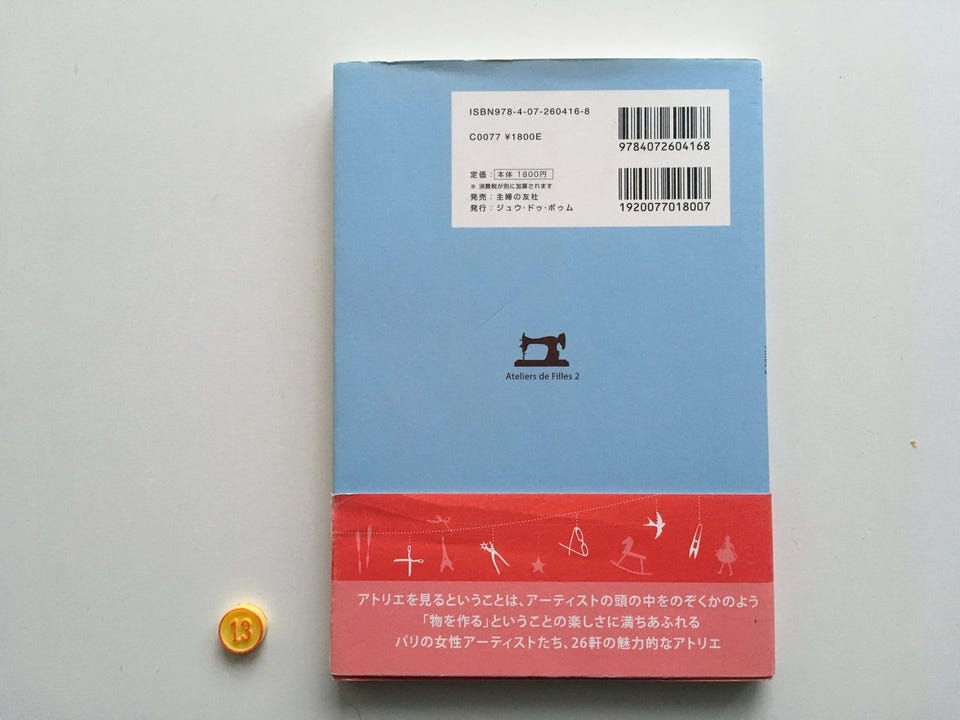 ISBN978-4-07-260416-8
C0077 ¥1800E
9784072604168
定価：本体 1800円
※ 消費税が別に加算されます
発売：主婦の友社
発行：ジュウ・ドゥ・ポゥム
1920077018007
Ateliers de Filles 2
アトリエを見るということは、アーティストの頭の中をのぞくかのよう
「物を作る」ということの楽しさに満ちあふれる
パリの女性アーティストたち、26軒の魅力的なアトリエ
13